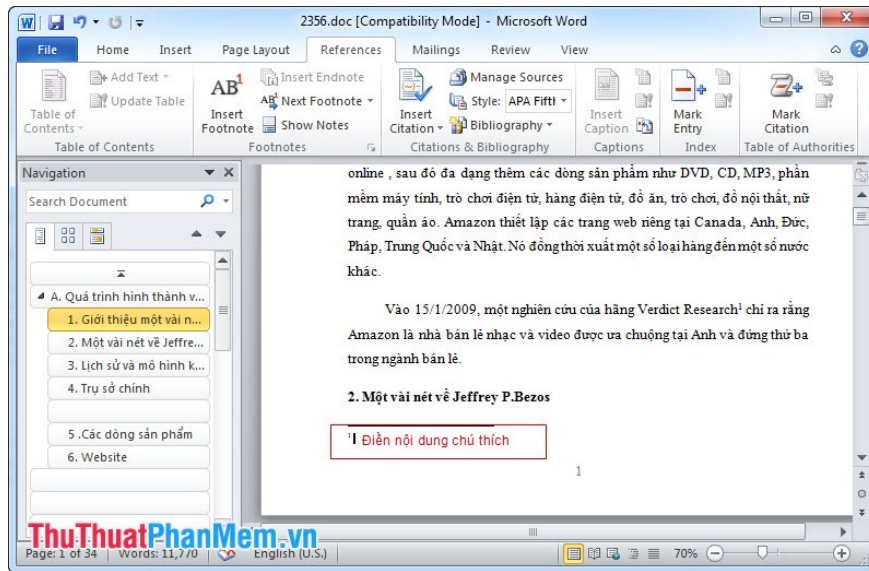 2356.doc [Compatibility Mode] - Microsoft Word
File Home Insert Page Layout References Mailings Review View
Table of Contents
Add Text
Update Table
Table of Contents
AB¹
Insert Footnote
Insert Endnote
AB¹ Next Footnote
Show Notes
Footnotes
Insert Citation
Manage Sources
Style: APA Fifth
Bibliography
Citations & Bibliography
Insert Caption
Captions
Mark Entry
Index
Mark Citation
Table of Authorities
Navigation
Search Document
A. Quá trình hình thành v...
1. Giới thiệu một vài n...
2. Một vài nét về Jeffre...
3. Lịch sử và mô hình k...
4. Trụ sở chính
5 .Các dòng sản phẩm
6. Website
online , sau đó đa dạng thêm các dòng sản phẩm như DVD, CD, MP3, phần
mềm máy tính, trò chơi điện tử, hàng điện tử, đồ ăn, trò chơi, đồ nội thất, nữ
trang, quần áo. Amazon thiết lập các trang web riêng tại Canada, Anh, Đức,
Pháp, Trung Quốc và Nhật. Nó đồng thời xuất một số loại hàng đến một số nước
khác.
Vào 15/1/2009, một nghiên cứu của hãng Verdict Research¹ chỉ ra rằng
Amazon là nhà bán lẻ nhạc và video được ưa chuộng tại Anh và đứng thứ ba
trong ngành bán lẻ.
2. Một vài nét về Jeffrey P.Bezos
¹ Điền nội dung chú thích
1
ThuThuatPhanMem.vn
Page: 1 of 34 Words: 11,770 English (U.S.) 70%